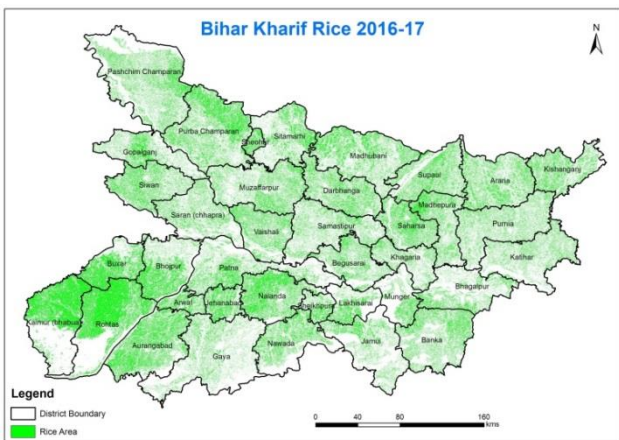 Bihar Kharif Rice 2016-17
N
Pashchim Champaran
Purba Champaran
Sheohar
Sitamarhi
Gopalganj
Madhubani
Supaul
Araria
Kishanganj
Siwan
Muzaffarpur
Darbhanga
Madhepura
Saran (chhapra)
Vaishali
Samastipur
Saharsa
Purnia
Begusarai
Khagaria
Katihar
Buxar
Bhojpur
Patna
Bhagalpur
Arwal
Jehanabad
Nalanda
Sheikhpura
Lakhisarai
Munger
Kaimur (bhabua)
Rohtas
Aurangabad
Gaya
Nawada
Jamui
Banka
Legend
District Boundary
Rice Area
0 40 80 160
kms